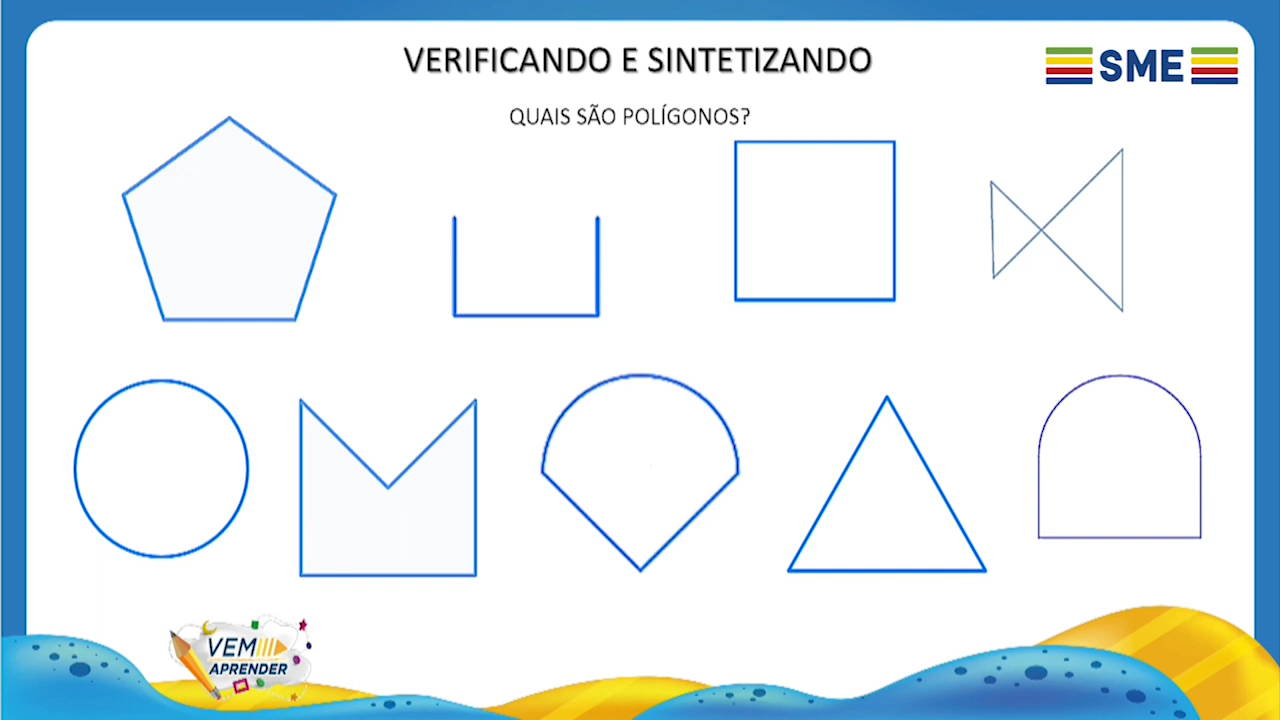 VERIFICANDO E SINTETIZANDO
SME
QUAIS SÃO POLÍGONOS?
VEM
APRENDER